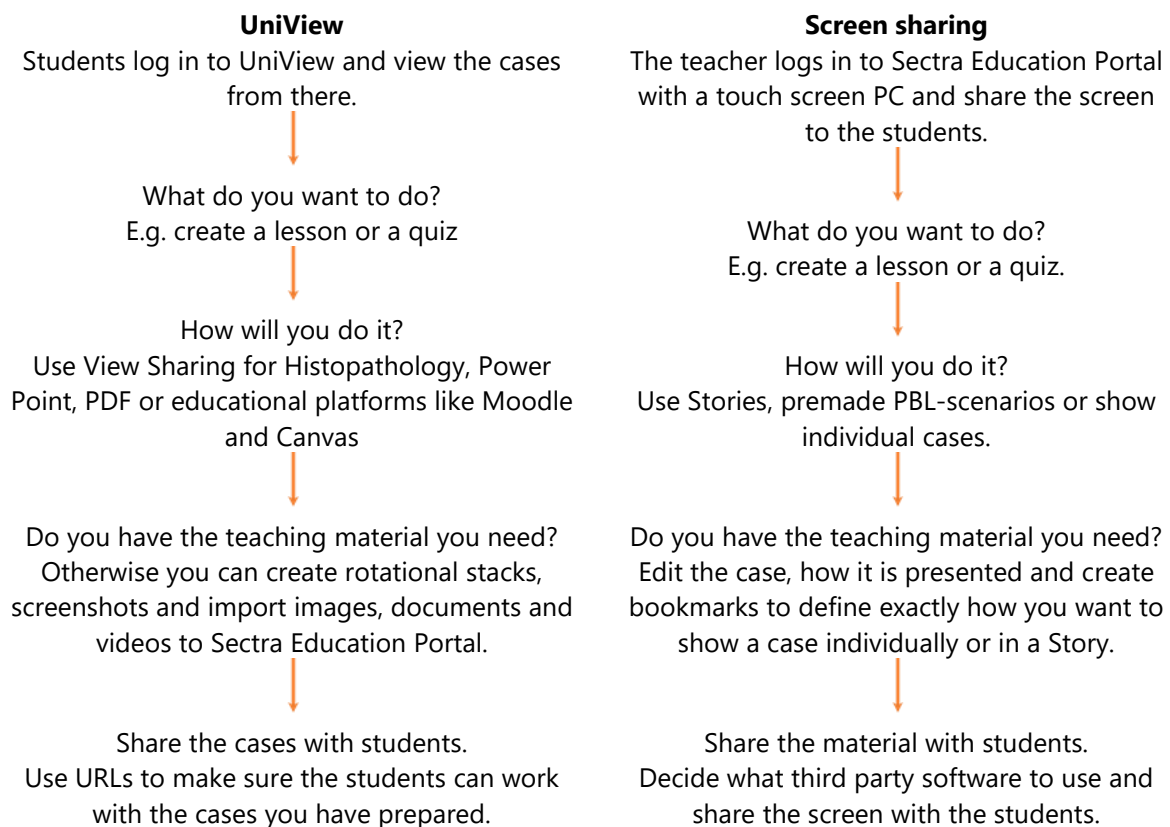 UniView
Students log in to UniView and view the cases
from there.
What do you want to do?
E.g. create a lesson or a quiz
How will you do it?
Use View Sharing for Histopathology, Power
Point, PDF or educational platforms like Moodle
and Canvas
Do you have the teaching material you need?
Otherwise you can create rotational stacks,
screenshots and import images, documents and
videos to Sectra Education Portal.
Share the cases with students.
Use URLs to make sure the students can work
with the cases you have prepared.
Screen sharing
The teacher logs in to Sectra Education Portal
with a touch screen PC and share the screen
to the students.
What do you want to do?
E.g. create a lesson or a quiz.
How will you do it?
Use Stories, premade PBL-scenarios or show
individual cases.
Do you have the teaching material you need?
Edit the case, how it is presented and create
bookmarks to define exactly how you want to
show a case individually or in a Story.
Share the material with students.
Decide what third party software to use and
share the screen with the students.